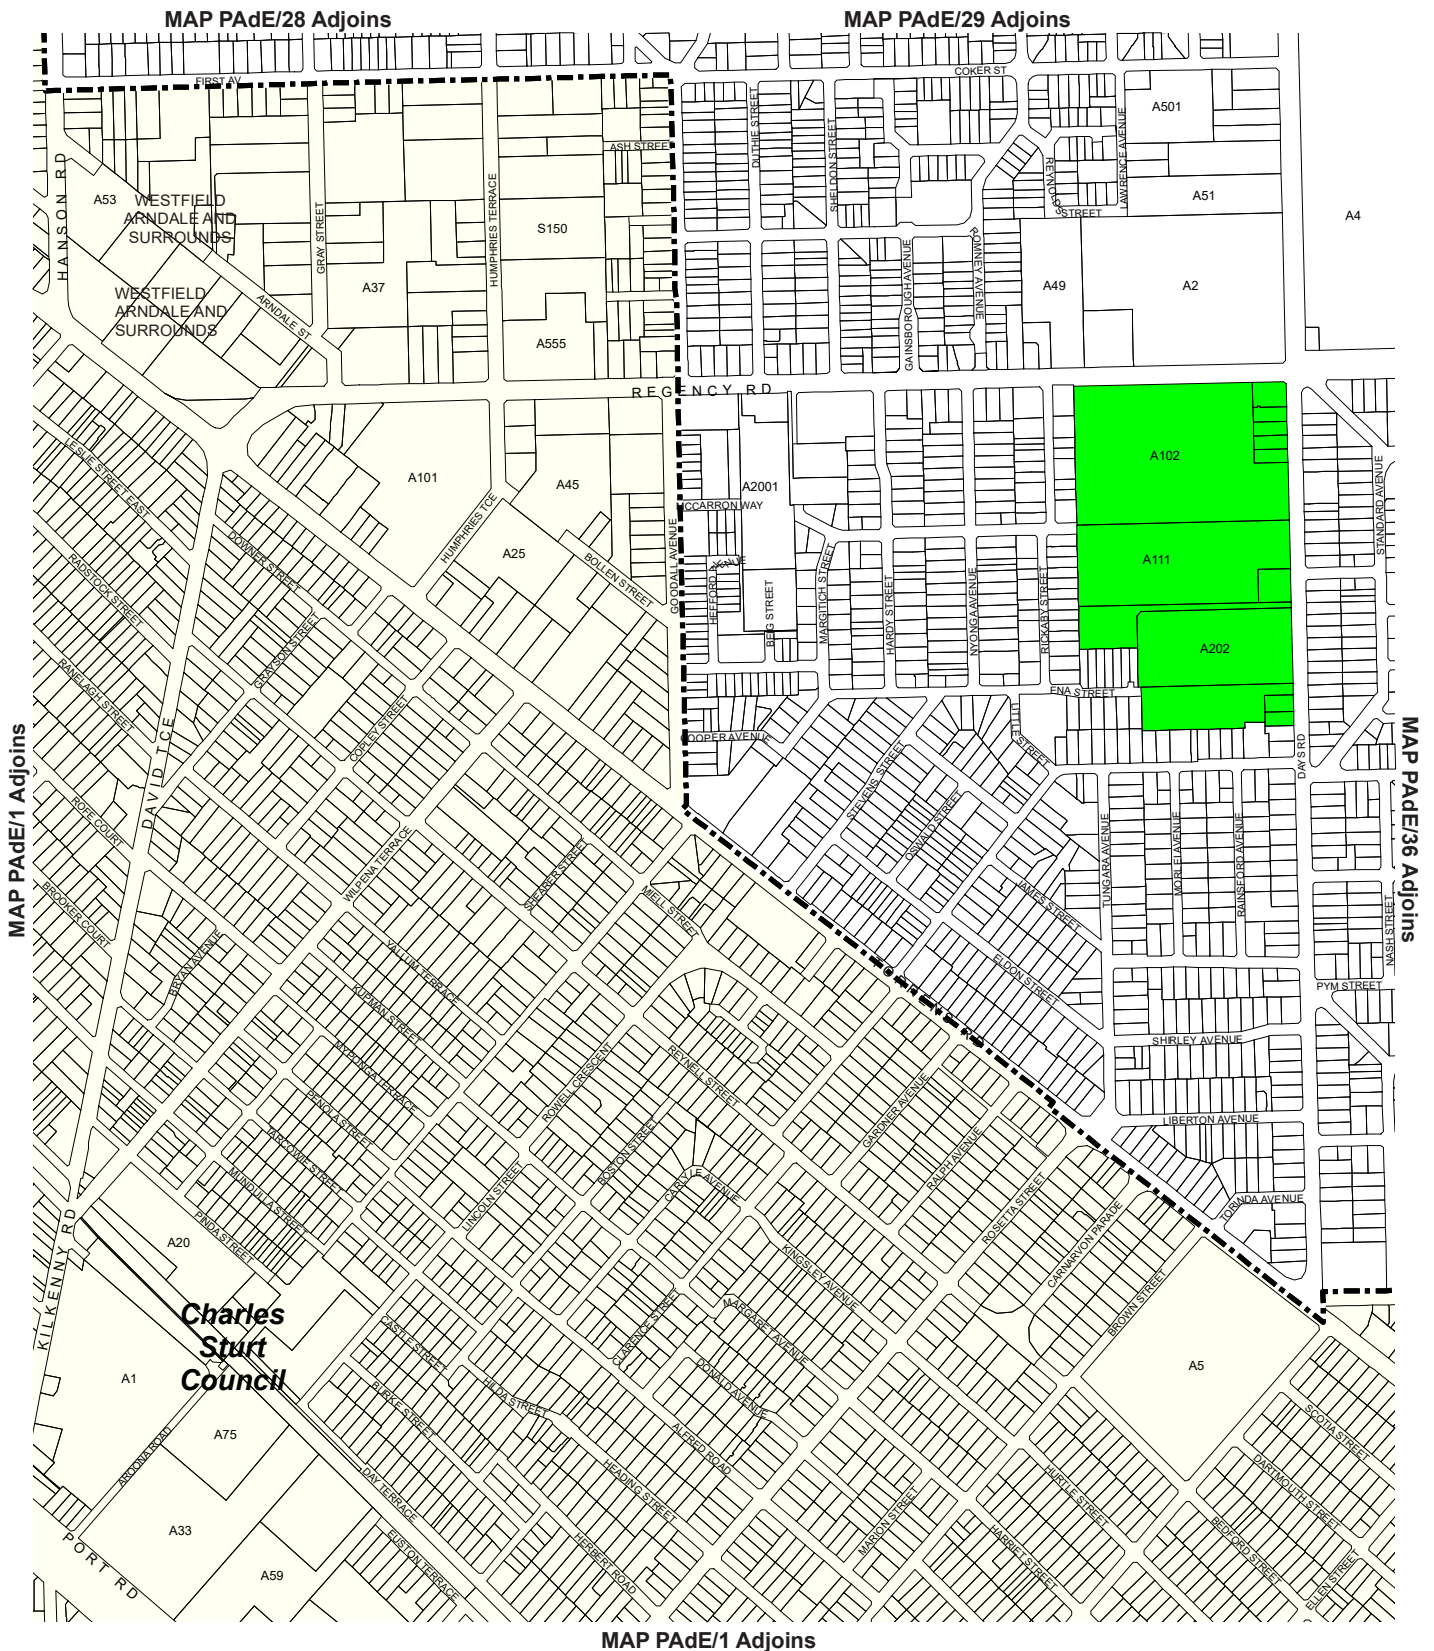 MAP PAdE/28 Adjoins
MAP PAdE/29 Adjoins
FIRST AV
COKER ST
A501
ASH STREET
DUTHIE STREET
SHELDON STREET
REYNOLDS STREET
LAWRENCE AVENUE
HANSON RD
A53
WESTFIELD
ARNDALE AND
SURROUNDS
GRAY STREET
HUMPHRIES TERRACE
S150
A51
A4
A37
GAINSBOROUGH AVENUE
ROMNEY AVENUE
A49
A2
WESTFIELD
ARNDALE AND
SURROUNDS
ARNDALE ST
A555
REGENCY RD
A102
LESLIE STREET EAST
A101
A45
A2001
MCCARRON WAY
STANDARD AVENUE
HUMPHRIES TCE
A25
BOLLEN STREET
GOODALL AVENUE
HEFFORD AVENUE
BEG STREET
MARGITICH STREET
HARDY STREET
NYONGA AVENUE
RICKABY STREET
A111
DOWNER STREET
RADSTOCK STREET
GRAYSON STREET
A202
RANELAGH STREET
ENA STREET
LITTLE STREET
DAVID TCE
COPLEY STREET
COOPER AVENUE
DAYS RD
MAP PAdE/1 Adjoins
MAP PAdE/36 Adjoins
STEVENS STREET
OSWALD STREET
ROPE COURT
WILPENA TERRACE
SHEARER STREET
MIELL STREET
JAMES STREET
TUNGARA AVENUE
MORLEI AVENUE
RAINSFORD AVENUE
NASH STREET
BROOKER COURT
BRYAN AVENUE
VALLUM TERRACE
KUPMAN STREET
ELDON STREET
PYM STREET
TORRENS RD
SHIRLEY AVENUE
MYPONGA TERRACE
ROWELL CRESCENT
REYNELL STREET
GARDNER AVENUE
LIBERTON AVENUE
PENOLA STREET
TARCOWIE STREET
BOSTON STREET
RALPH AVENUE
MUNDULLA STREET
LINCOLN STREET
CARLYLE AVENUE
ROSETTA STREET
TORINDA AVENUE
PINDA STREET
A20
KILKENNY RD
KINGSLEY AVENUE
CARNARVON PARADE
BROWN STREET
Charles
Sturt
Council
CASTLE STREET
CLARENCE STREET
MARGARET AVENUE
A1
A5
BURKE STREET
HILDA STREET
DONALD AVENUE
AROONA ROAD
A75
ALFRED ROAD
SCOTIA STREET
DAY TERRACE
HEADING STREET
HURTLE STREET
DARTMOUTH STREET
A33
MARION STREET
BEDFORD STREET
PORT RD
A59
EUSTON TERRACE
HERBERT ROAD
HARRIET STREET
ELLEN STREET
MAP PAdE/1 Adjoins